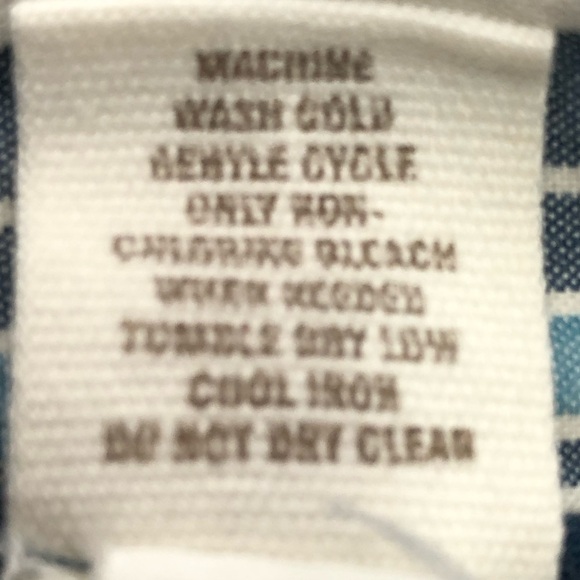 MACHINE
WASH COLD
GENTLE CYCLE
ONLY NON-
CHLORINE BLEACH
WHEN NEEDED
TUMBLE DRY LOW
COOL IRON
DO NOT DRY CLEAN